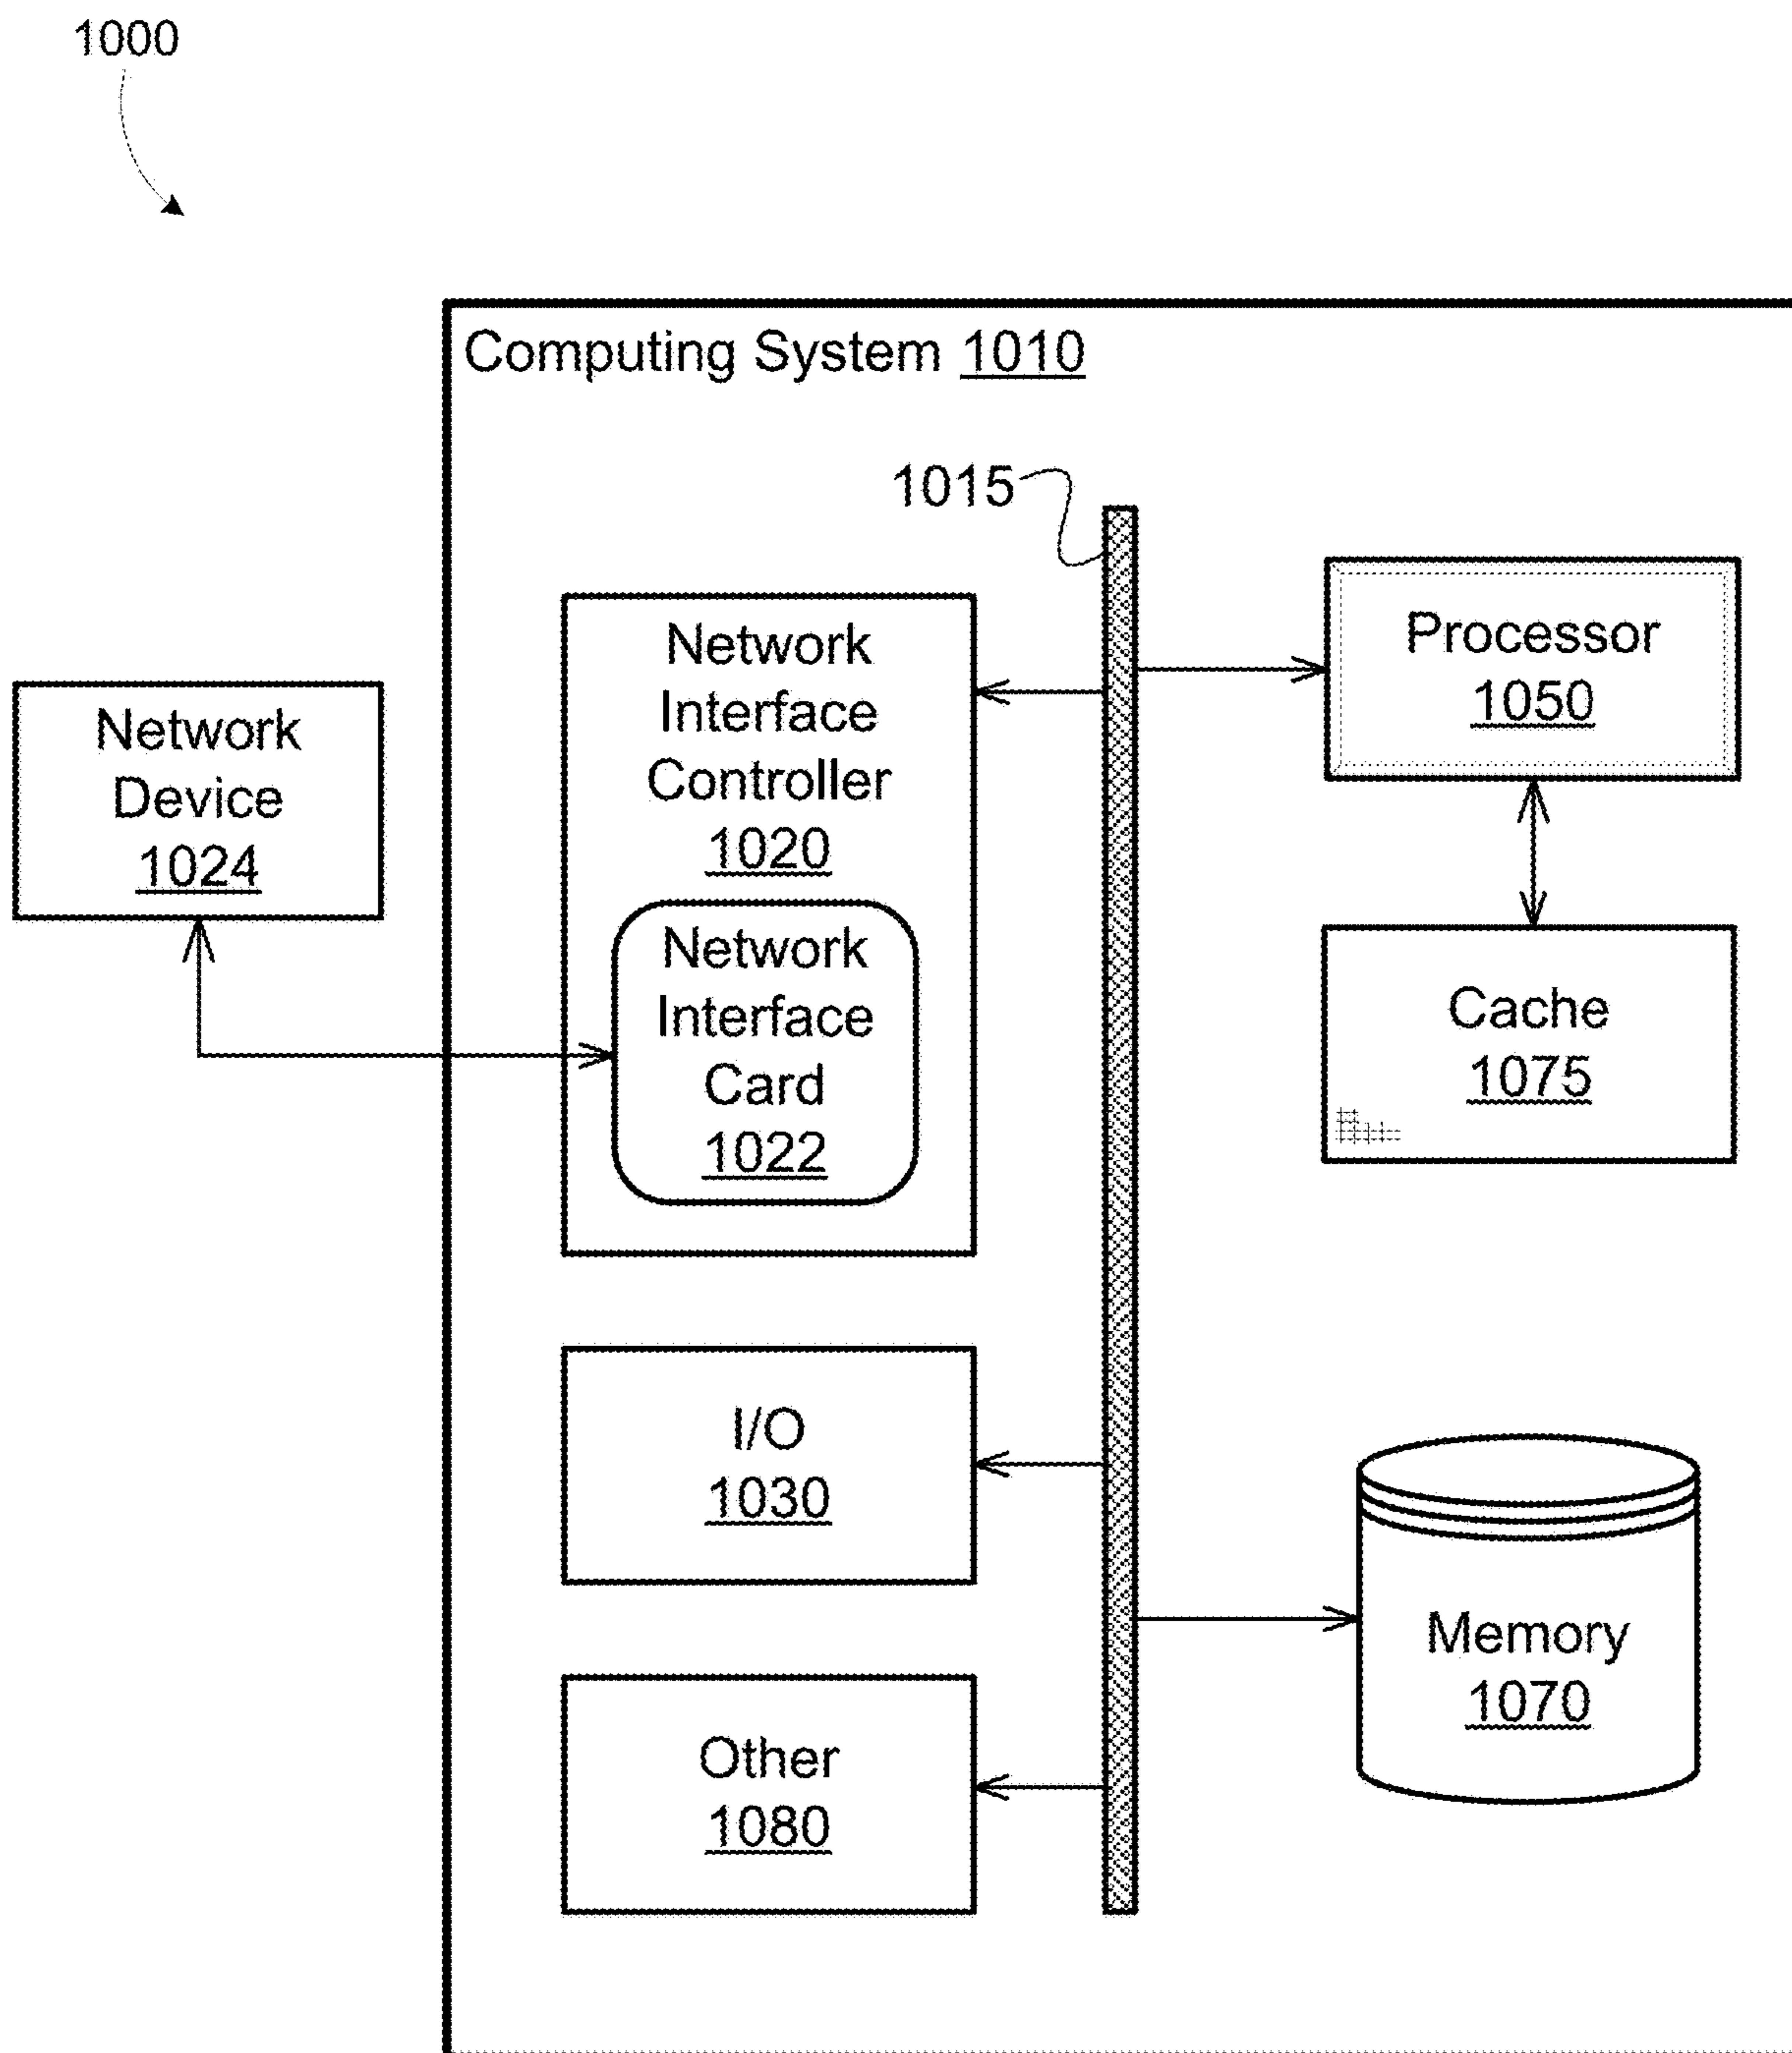 1000
Computing System 1010
1015
Network
Interface
Controller
1020
Network
Interface
Card
1022
Network
Device
1024
Processor
1050
Cache
1075
I/O
1030
Memory
1070
Other
1080